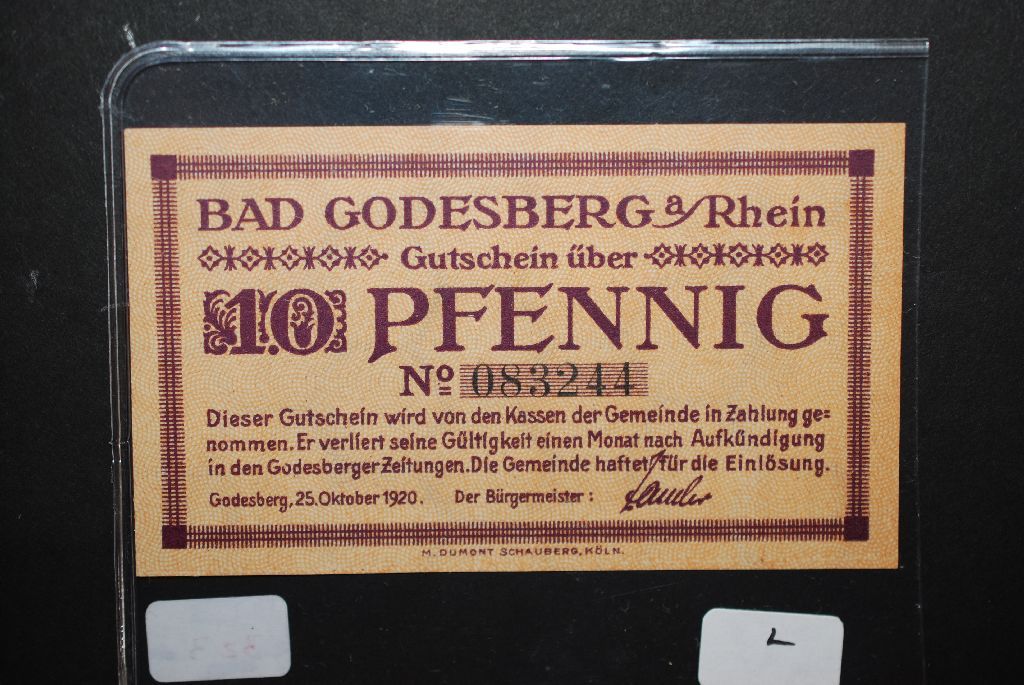 BAD GODESBERG a/Rhein
Gutschein über
10 PFENNIG
No 083244
Dieser Gutschein wird von den Kassen der Gemeinde in Zahlung ge=
nommen. Er verliert seine Gültigkeit einen Monat nach Aufkündigung
in den Godesberger Zeitungen. Die Gemeinde haftet für die Einlösung.
Godesberg, 25. Oktober 1920. Der Bürgermeister:
M. DUMONT SCHAUBERG, KÖLN.
L